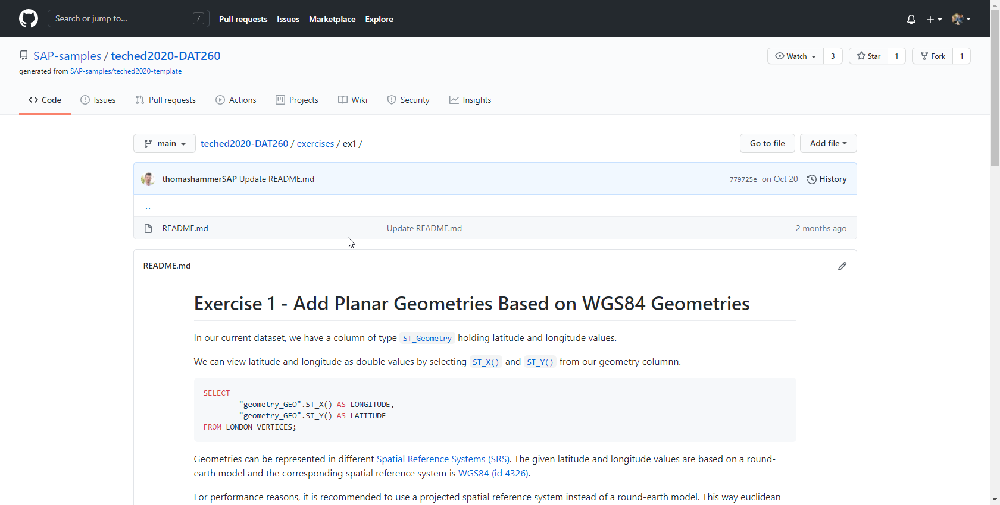 Search or jump to... /
Pull requests Issues Marketplace Explore
SAP-samples / teched2020-DAT260
Watch 3 Star 1 Fork 1
generated from SAP-samples/teched2020-template
Code Issues Pull requests Actions Projects Wiki Security Insights
main teched2020-DAT260 / exercises / ex1 / Go to file Add file
thomashammerSAP Update README.md 779725e on Oct 20 History
..
README.md Update README.md 2 months ago
README.md
Exercise 1 - Add Planar Geometries Based on WGS84 Geometries
In our current dataset, we have a column of type ST_Geometry holding latitude and longitude values.
We can view latitude and longitude as double values by selecting ST_X() and ST_Y() from our geometry columnn.
SELECT
"geometry_GEO".ST_X() AS LONGITUDE,
"geometry_GEO".ST_Y() AS LATITUDE
FROM LONDON_VERTICES;
Geometries can be represented in different Spatial Reference Systems (SRS). The given latitude and longitude values are based on a round-
earth model and the corresponding spatial reference system is WGS84 (id 4326).
For performance reasons, it is recommended to use a projected spatial reference system instead of a round-earth model. This way euclidean